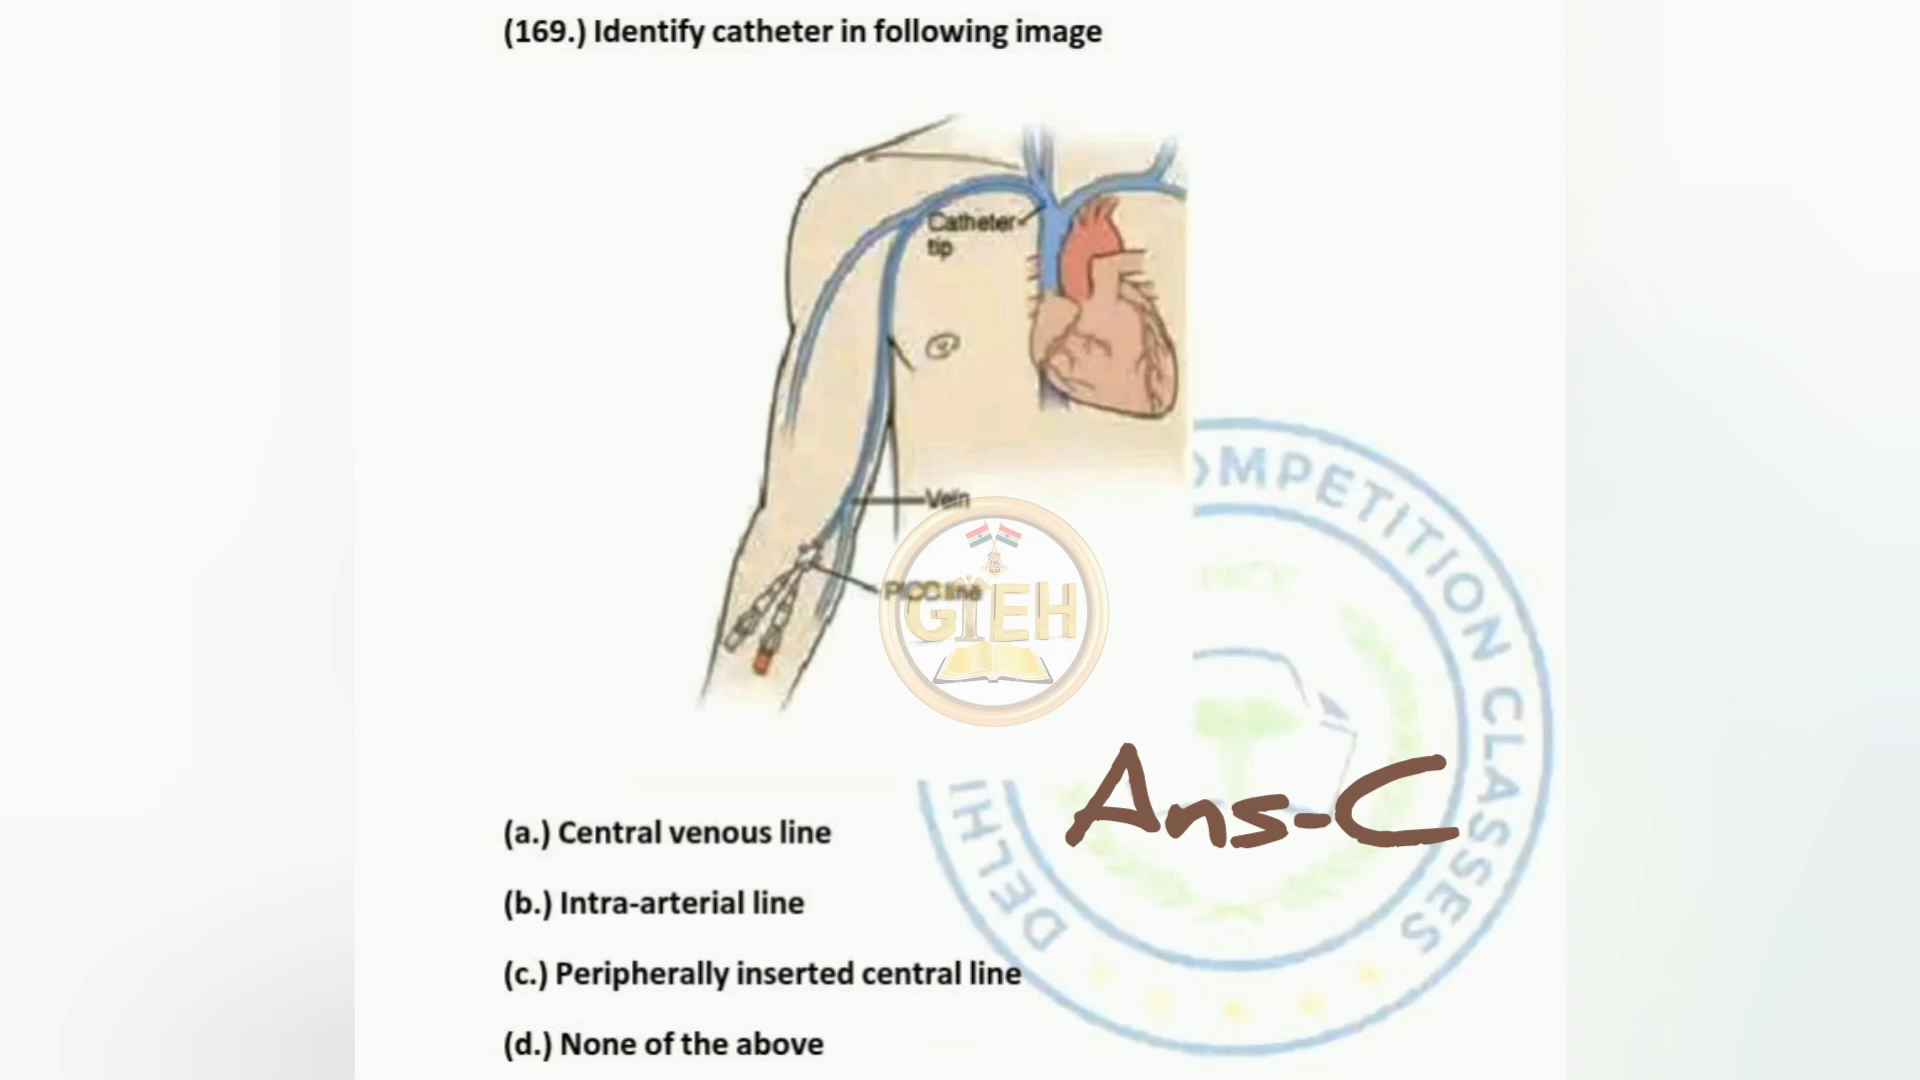 (169.) Identify catheter in following image
Catheter
tip
Vein
PICC line
GIEH
COMPETITION CLASSES
DELHI
Ans-C
(a.) Central venous line
(b.) Intra-arterial line
(c.) Peripherally inserted central line
(d.) None of the above